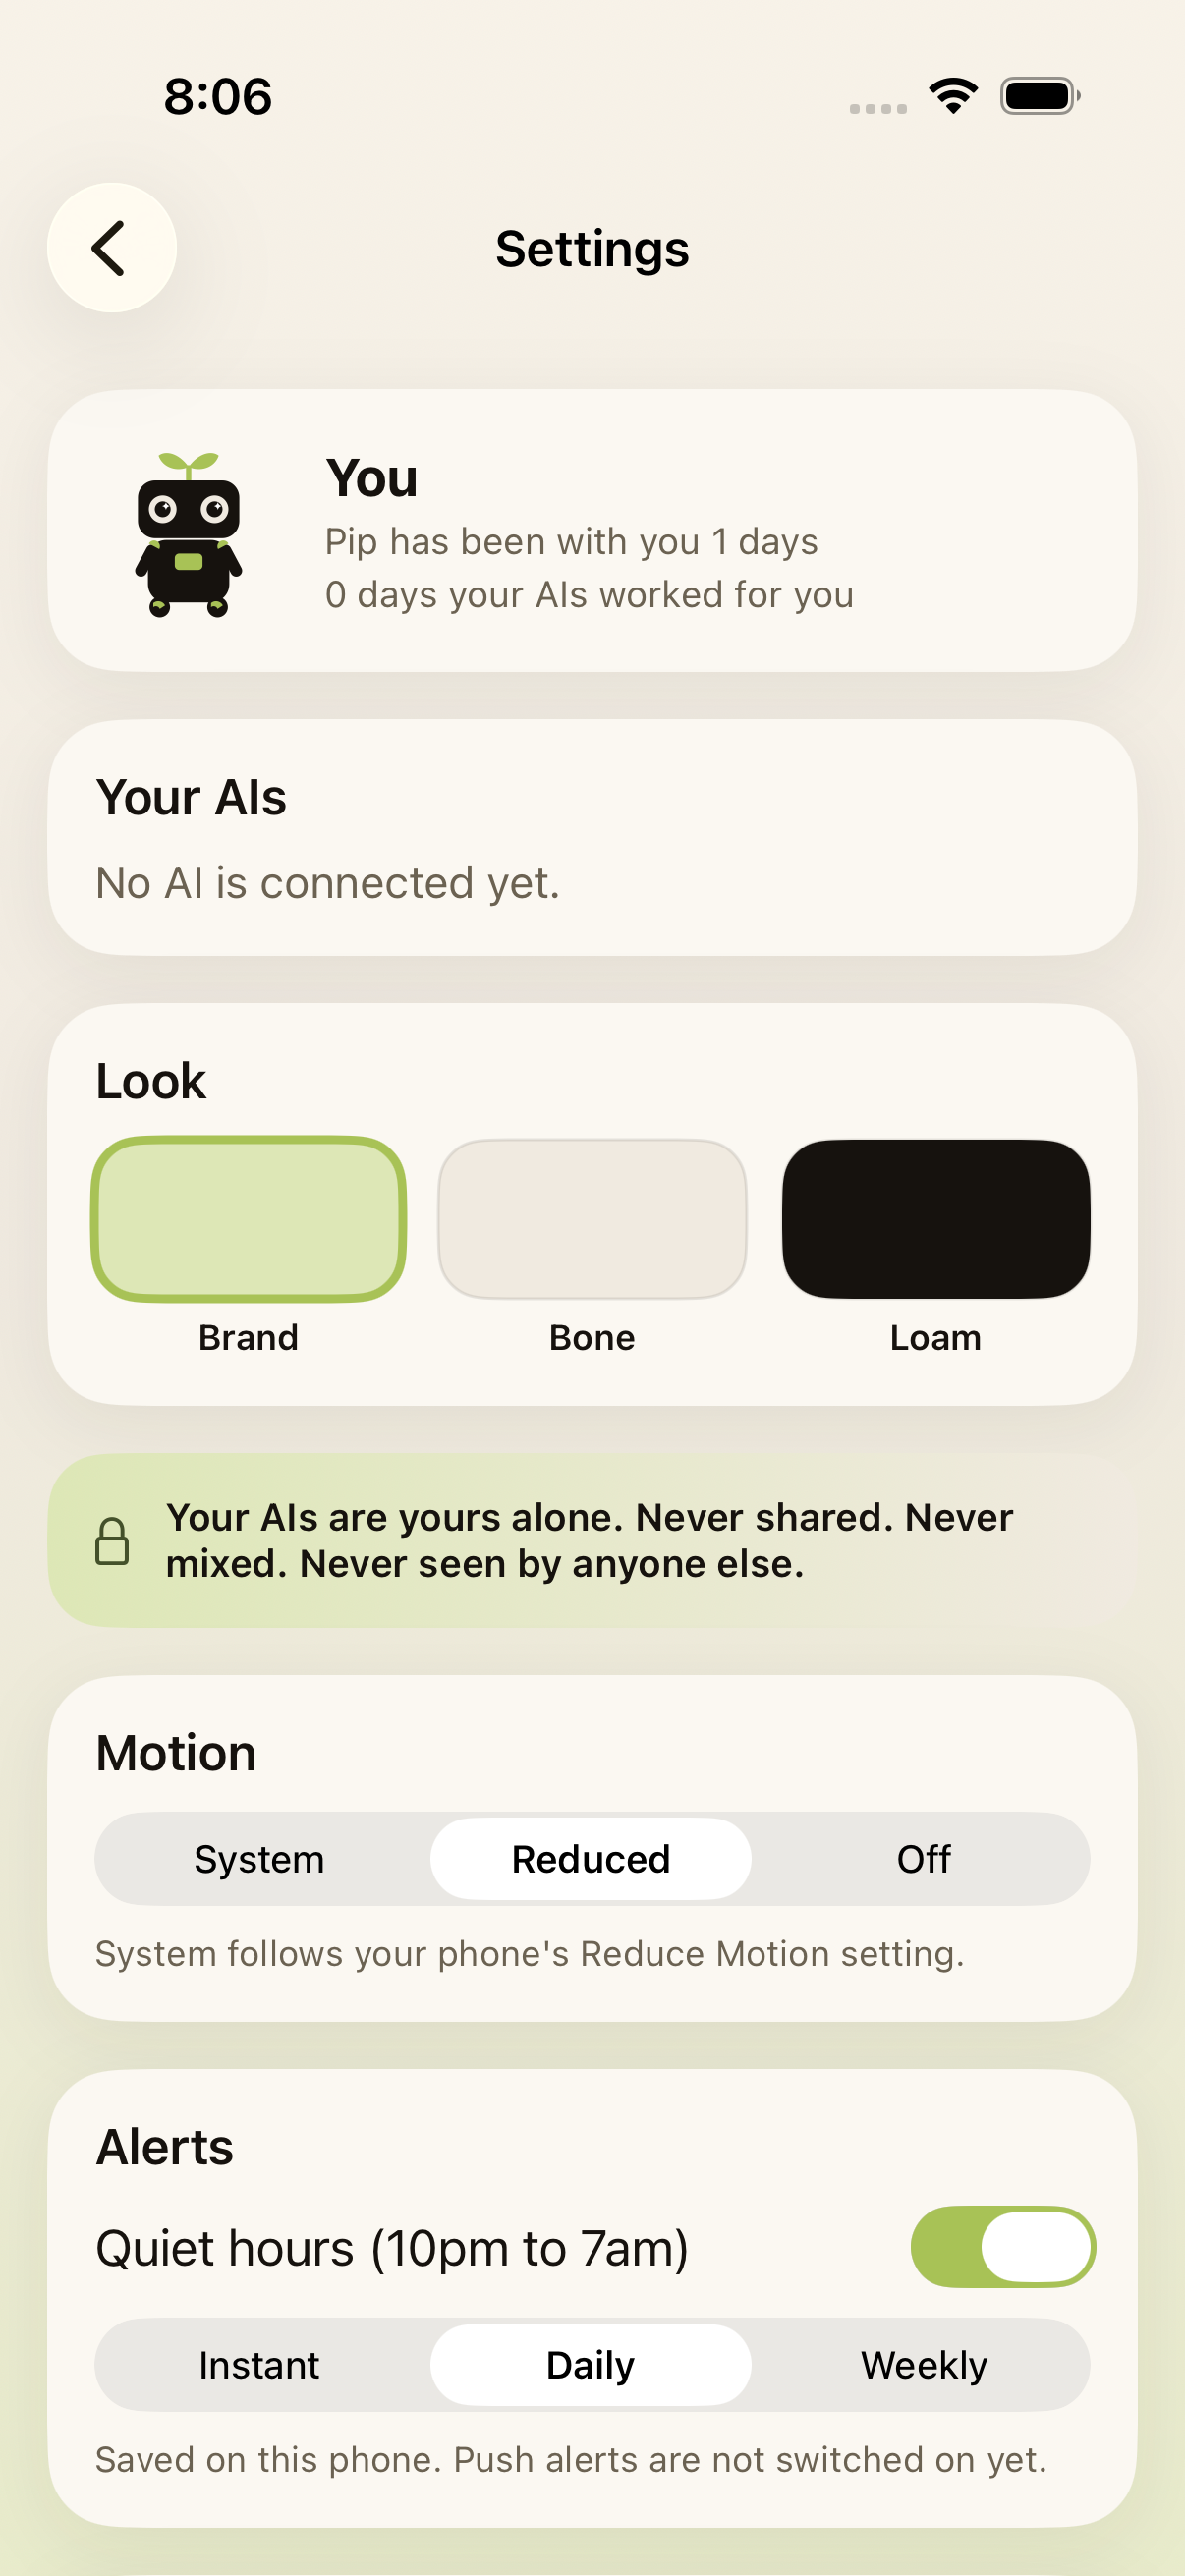 8:06
Settings
You
Pip has been with you 1 days
0 days your AIs worked for you
Your AIs
No AI is connected yet.
Look
Brand
Bone
Loam
Your AIs are yours alone. Never shared. Never
mixed. Never seen by anyone else.
Motion
System
Reduced
Off
System follows your phone's Reduce Motion setting.
Alerts
Quiet hours (10pm to 7am)
Instant
Daily
Weekly
Saved on this phone. Push alerts are not switched on yet.